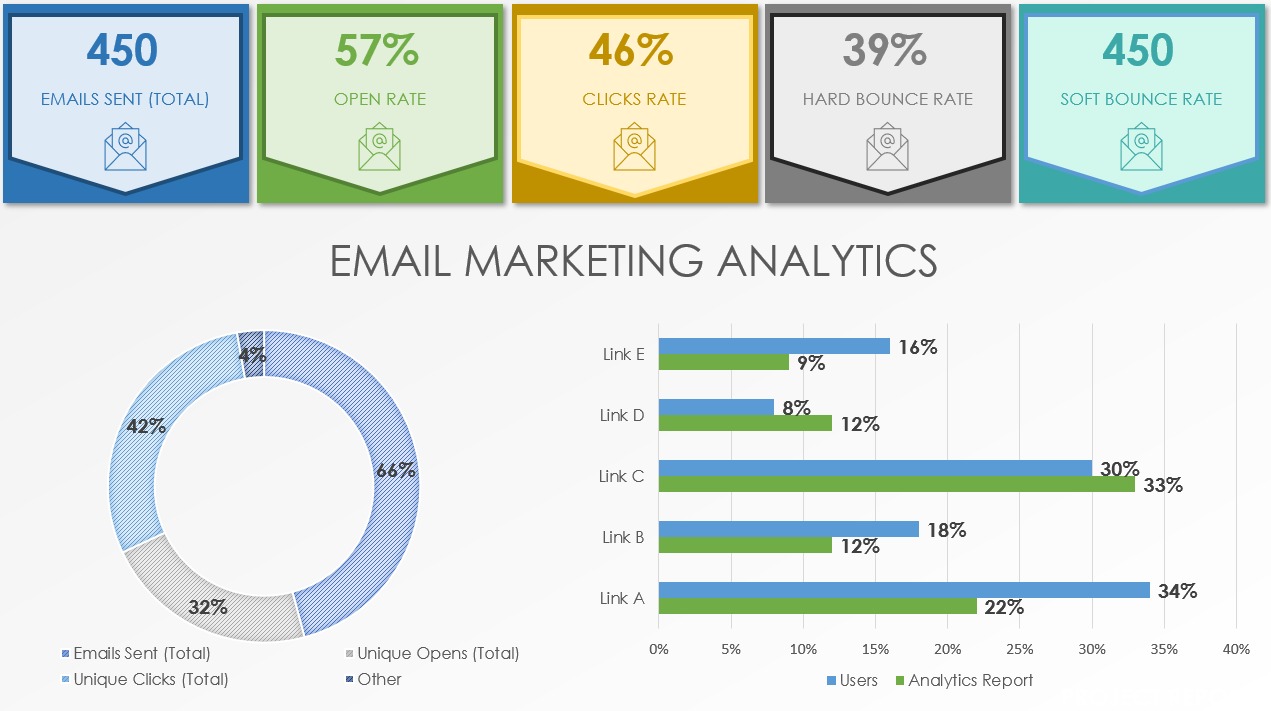 450
EMAILS SENT (TOTAL)
@
57%
OPEN RATE
@
46%
CLICKS RATE
@
39%
HARD BOUNCE RATE
@
450
SOFT BOUNCE RATE
@
EMAIL MARKETING ANALYTICS
4%
42%
66%
32%
Emails Sent (Total)
Unique Opens (Total)
Unique Clicks (Total)
Other
Link E
16%
9%
Link D
8%
12%
Link C
30%
33%
Link B
18%
12%
Link A
34%
22%
0% 5% 10% 15% 20% 25% 30% 35% 40%
Users Analytics Report